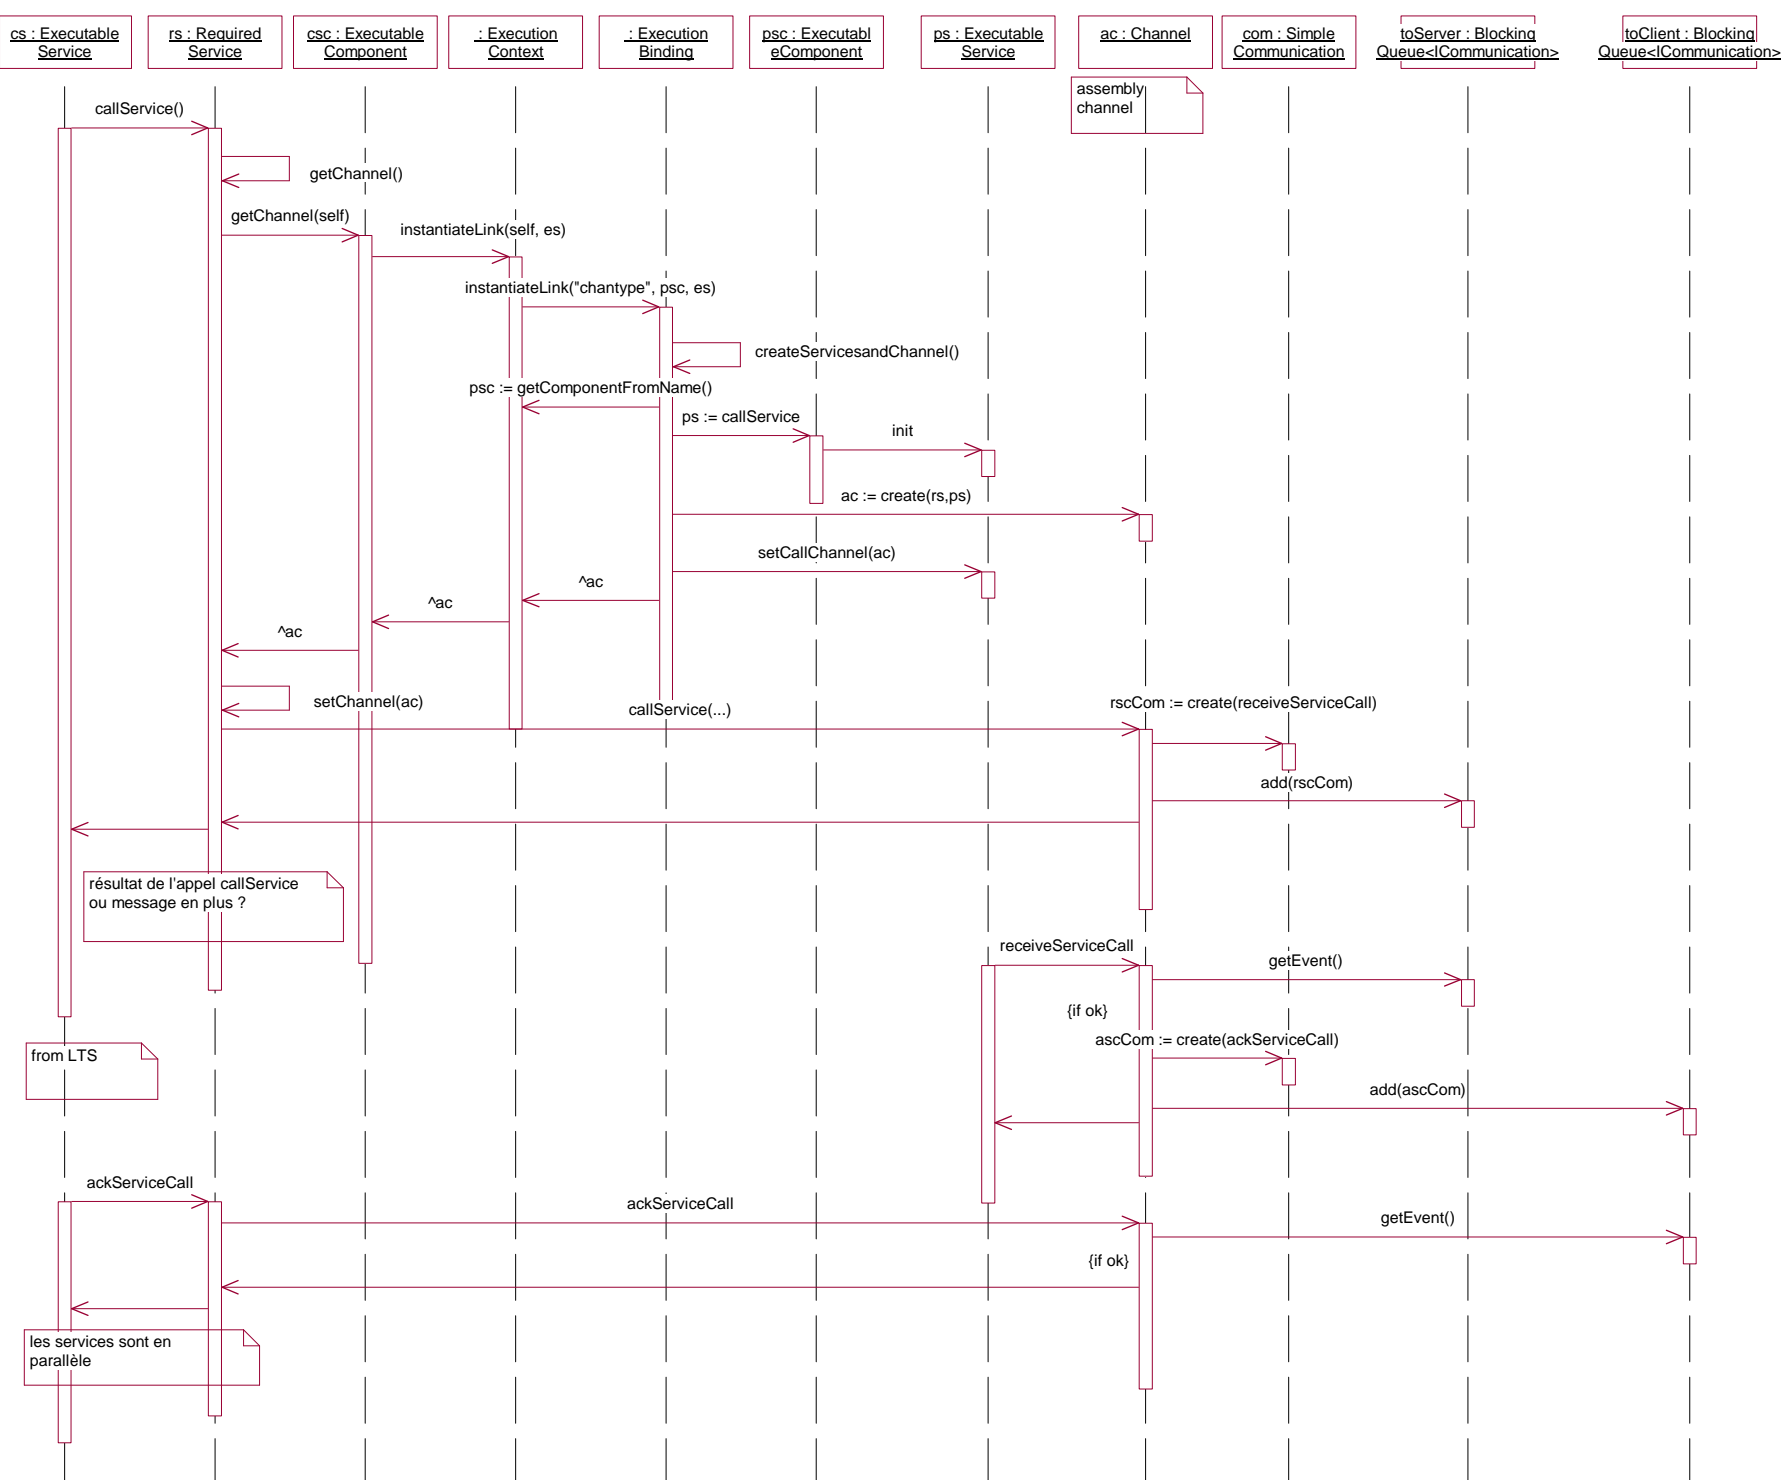 cs : Executable
Service
rs : Required
Service
csc : Executable
Component
: Execution
Context
: Execution
Binding
psc : Executabl
eComponent
ps : Executable
Service
ac : Channel
com : Simple
Communication
toServer : Blocking
Queue<ICommunication>
toClient : Blocking
Queue<ICommunication>
assembly
channel
callService()
getChannel()
getChannel(self)
instantiateLink(self, es)
instantiateLink("chantype", psc, es)
createServicesandChannel()
psc := getComponentFromName()
ps := callService
init
ac := create(rs,ps)
setCallChannel(ac)
^ac
^ac
^ac
setChannel(ac)
callService(...)
rscCom := create(receiveServiceCall)
add(rscCom)
résultat de l'appel callService
ou message en plus ?
receiveServiceCall
getEvent()
{if ok}
ascCom := create(ackServiceCall)
from LTS
add(ascCom)
ackServiceCall
ackServiceCall
getEvent()
{if ok}
les services sont en
parallèle